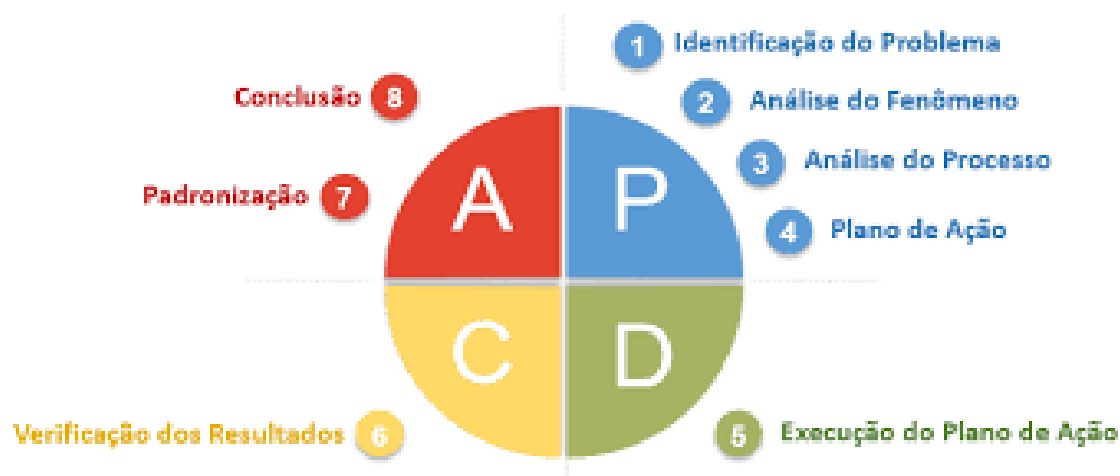 1 Identificação do Problema
2 Análise do Fenômeno
3 Análise do Processo
4 Plano de Ação
5 Execução do Plano de Ação
Verificação dos Resultados 6
Padronização 7
Conclusão 8
A P
C D